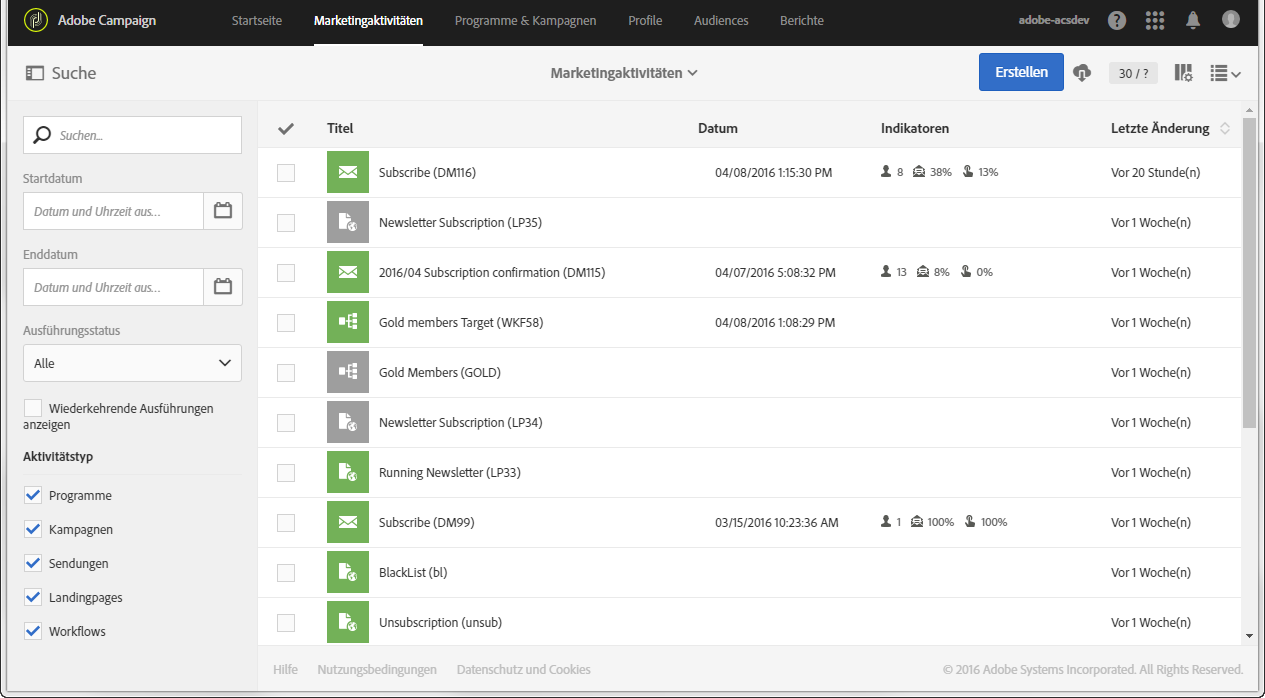 Adobe Campaign Startseite Marketingaktivitäten Programme & Kampagnen Profile Audiences Berichte adobe-acsdev ?
Suche Marketingaktivitäten Erstellen 30 / ?
Suchen...
Startdatum
Datum und Uhrzeit aus...
Enddatum
Datum und Uhrzeit aus...
Ausführungsstatus
Alle
Wiederkehrende Ausführungen
anzeigen
Aktivitätstyp
Programme
Kampagnen
Sendungen
Landingpages
Workflows
Titel Datum Indikatoren Letzte Änderung
Subscribe (DM116) 04/08/2016 1:15:30 PM 8 38% 13% Vor 20 Stunde(n)
Newsletter Subscription (LP35) Vor 1 Woche(n)
2016/04 Subscription confirmation (DM115) 04/07/2016 5:08:32 PM 13 8% 0% Vor 1 Woche(n)
Gold members Target (WKF58) 04/08/2016 1:08:29 PM Vor 1 Woche(n)
Gold Members (GOLD) Vor 1 Woche(n)
Newsletter Subscription (LP34) Vor 1 Woche(n)
Running Newsletter (LP33) Vor 1 Woche(n)
Subscribe (DM99) 03/15/2016 10:23:36 AM 1 100% 100% Vor 1 Woche(n)
BlackList (bl) Vor 1 Woche(n)
Unsubscription (unsub) Vor 1 Woche(n)
Hilfe Nutzungsbedingungen Datenschutz und Cookies © 2016 Adobe Systems Incorporated. All Rights Reserved.